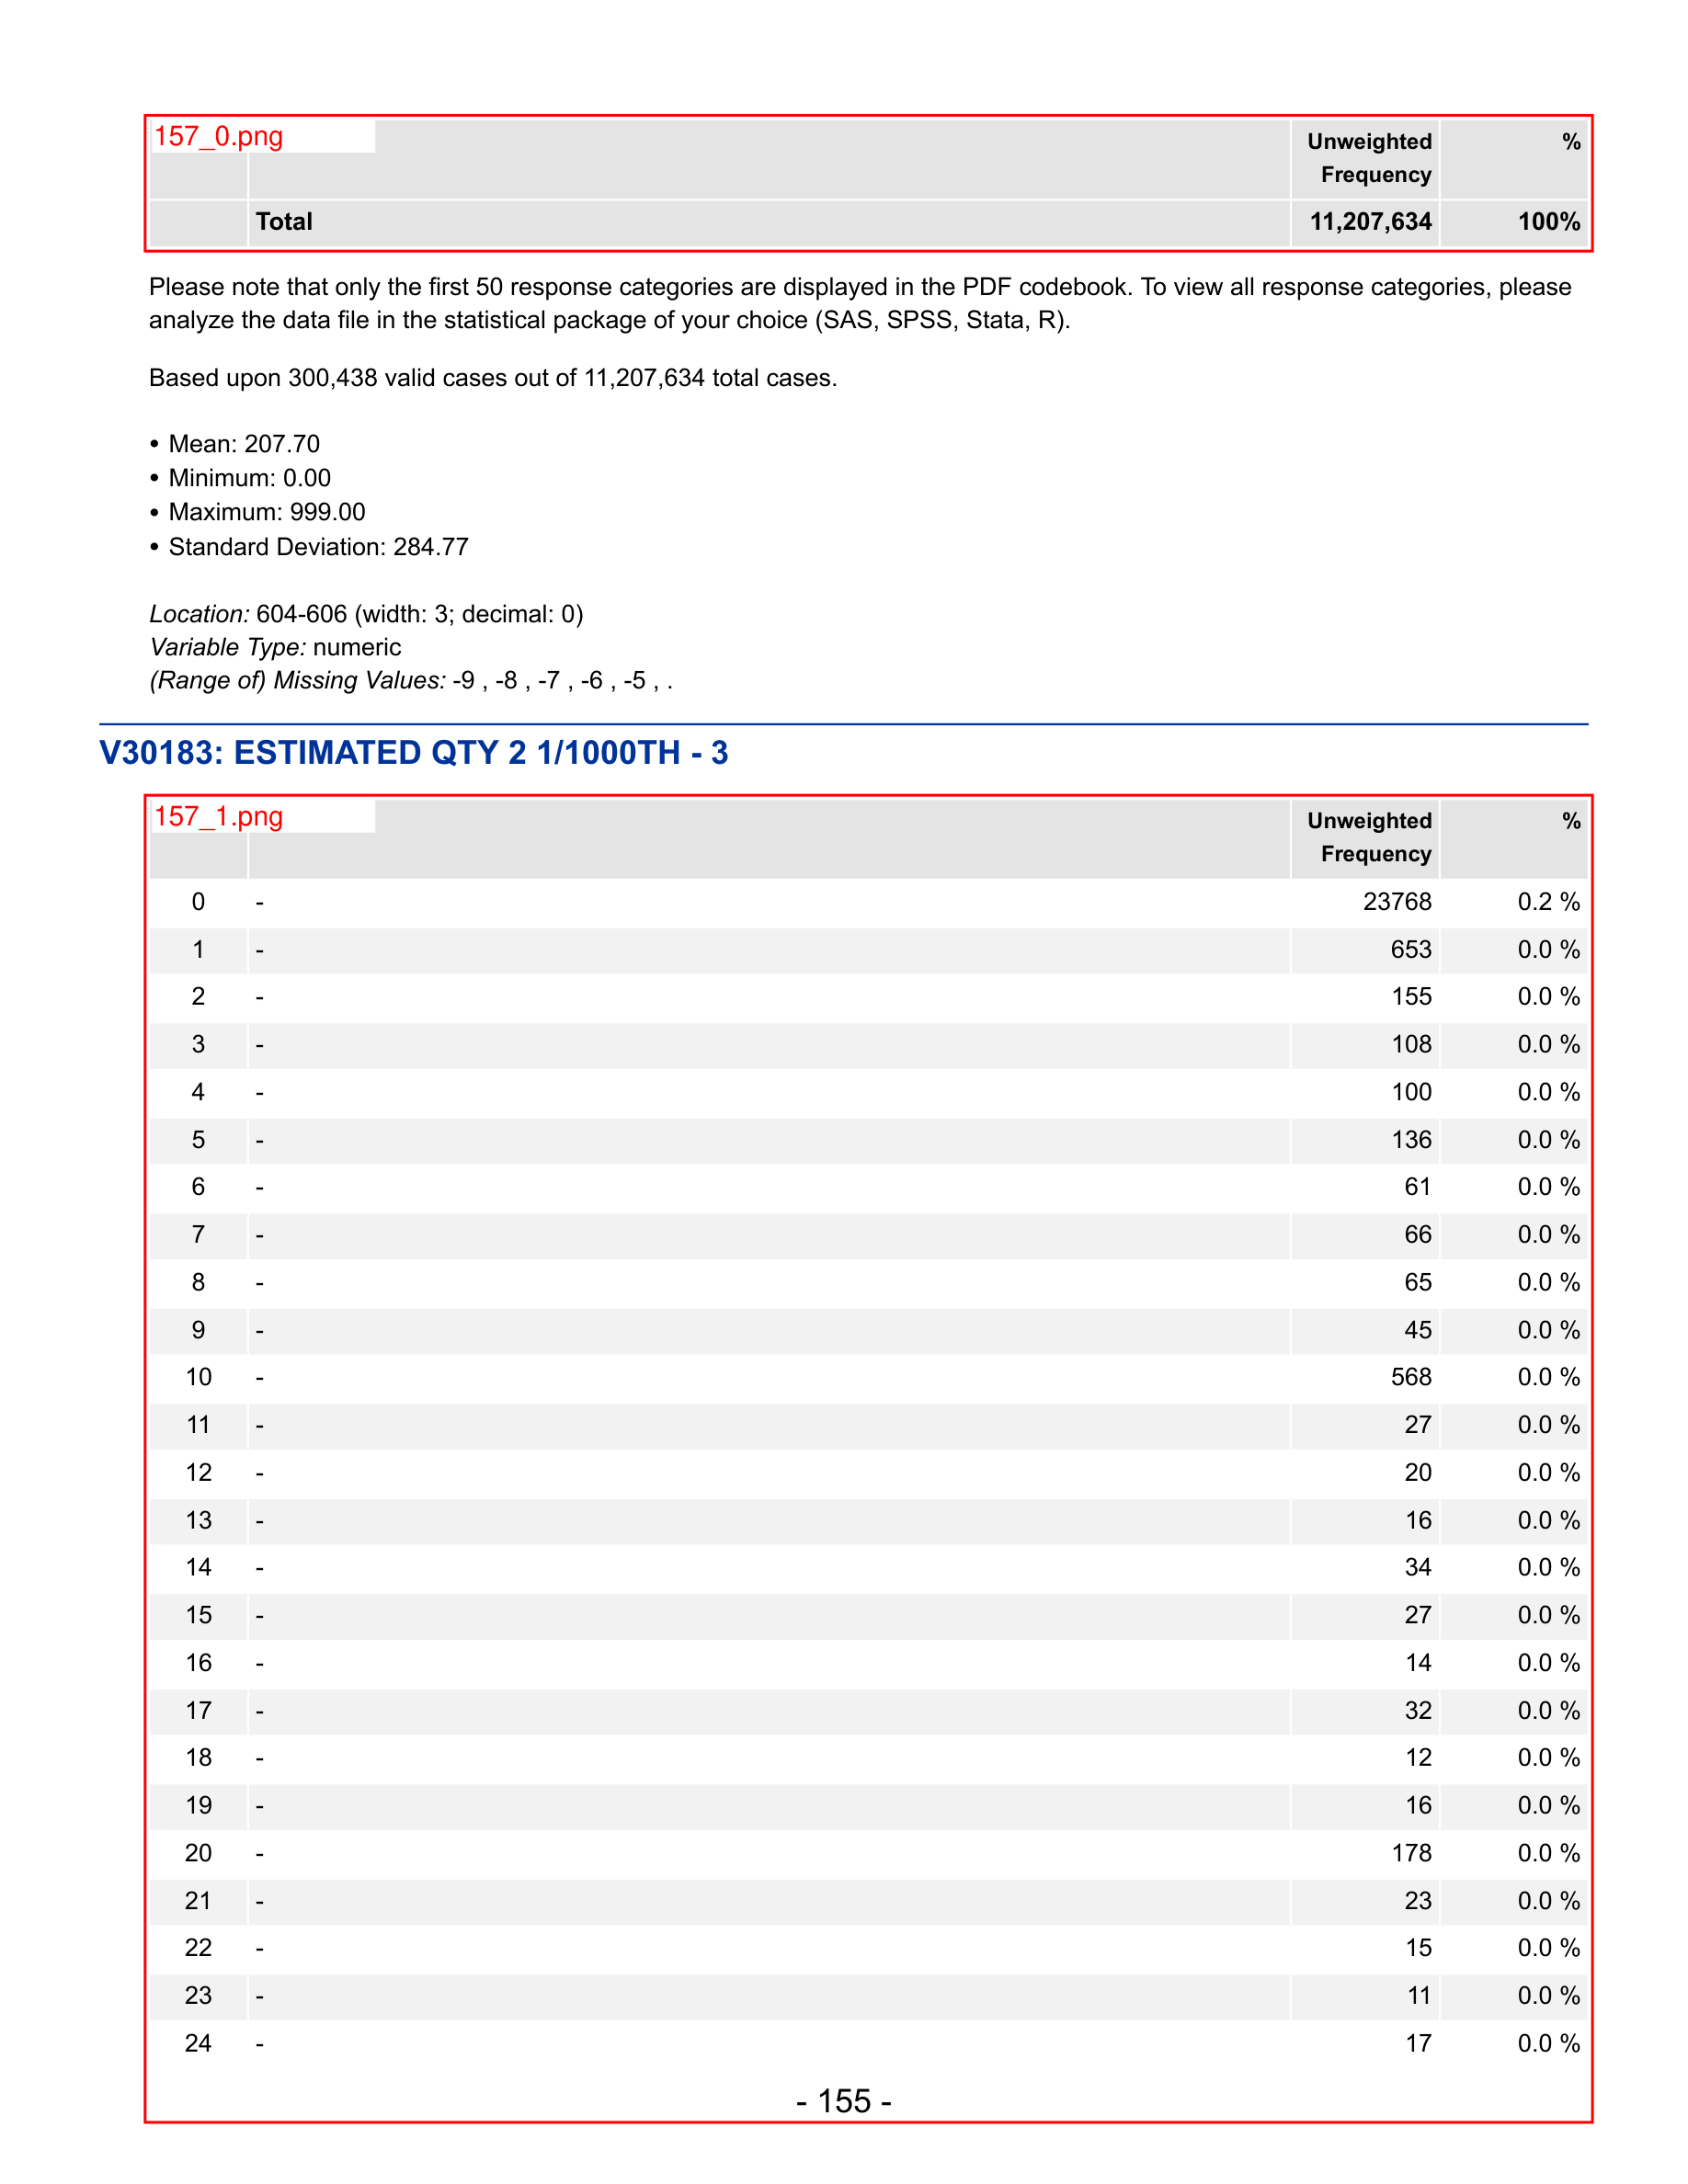 157_0.png
Unweighted Frequency %
Total 11,207,634 100%
Please note that only the first 50 response categories are displayed in the PDF codebook. To view all response categories, please
analyze the data file in the statistical package of your choice (SAS, SPSS, Stata, R).
Based upon 300,438 valid cases out of 11,207,634 total cases.
• Mean: 207.70
• Minimum: 0.00
• Maximum: 999.00
• Standard Deviation: 284.77
Location: 604-606 (width: 3; decimal: 0)
Variable Type: numeric
(Range of) Missing Values: -9 , -8 , -7 , -6 , -5 , .
V30183: ESTIMATED QTY 2 1/1000TH - 3
157_1.png
Unweighted Frequency %
0 - 23768 0.2 %
1 - 653 0.0 %
2 - 155 0.0 %
3 - 108 0.0 %
4 - 100 0.0 %
5 - 136 0.0 %
6 - 61 0.0 %
7 - 66 0.0 %
8 - 65 0.0 %
9 - 45 0.0 %
10 - 568 0.0 %
11 - 27 0.0 %
12 - 20 0.0 %
13 - 16 0.0 %
14 - 34 0.0 %
15 - 27 0.0 %
16 - 14 0.0 %
17 - 32 0.0 %
18 - 12 0.0 %
19 - 16 0.0 %
20 - 178 0.0 %
21 - 23 0.0 %
22 - 15 0.0 %
23 - 11 0.0 %
24 - 17 0.0 %
- 155 -